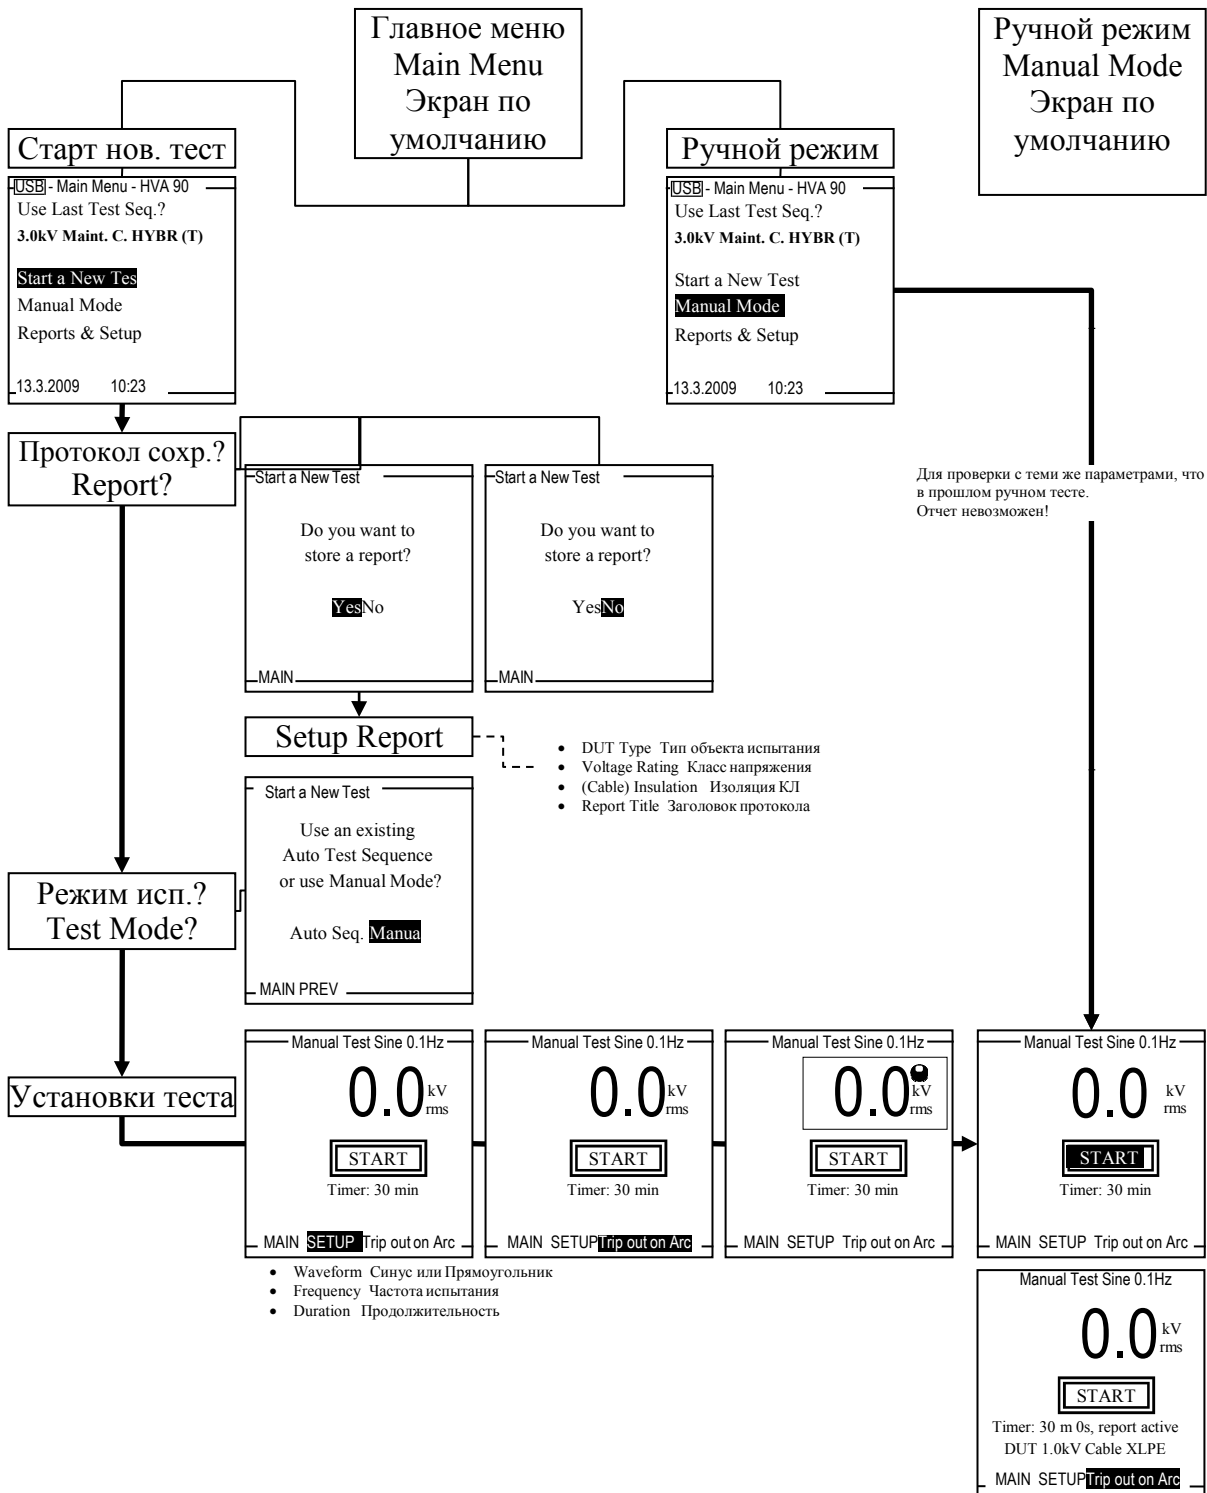 Главное меню
Main Menu
Экран по
умолчанию
Ручной режим
Manual Mode
Экран по
умолчанию
Старт нов. тест
Ручной режим
USB - Main Menu - HVA 90
Use Last Test Seq.?
3.0kV Maint. C. HYBR (T)
Start a New Tes
Manual Mode
Reports & Setup
13.3.2009 10:23
USB - Main Menu - HVA 90
Use Last Test Seq.?
3.0kV Maint. C. HYBR (T)
Start a New Test
Manual Mode
Reports & Setup
13.3.2009 10:23
Протокол сохр.?
Report?
Start a New Test
Do you want to
store a report?
YesNo
MAIN
Start a New Test
Do you want to
store a report?
YesNo
MAIN
Для проверки с теми же параметрами, что
в прошлом ручном тесте.
Отчет невозможен!
Setup Report
• DUT Type Тип объекта испытания
• Voltage Rating Класс напряжения
• (Cable) Insulation Изоляция КЛ
• Report Title Заголовок протокола
Режим исп.?
Test Mode?
Start a New Test
Use an existing
Auto Test Sequence
or use Manual Mode?
Auto Seq. Manua
MAIN PREV
Установки теста
Manual Test Sine 0.1Hz
0.0 kV
rms
START
Timer: 30 min
MAIN SETUP Trip out on Arc
Manual Test Sine 0.1Hz
0.0 kV
rms
START
Timer: 30 min
MAIN SETUP Trip out on Arc
Manual Test Sine 0.1Hz
0.0 kV
rms
START
Timer: 30 min
MAIN SETUP Trip out on Arc
Manual Test Sine 0.1Hz
0.0 kV
rms
START
Timer: 30 min
MAIN SETUP Trip out on Arc
• Waveform Синус или Прямоугольник
• Frequency Частота испытания
• Duration Продолжительность
Manual Test Sine 0.1Hz
0.0 kV
rms
START
Timer: 30 m 0s, report active
DUT 1.0kV Cable XLPE
MAIN SETUP Trip out on Arc